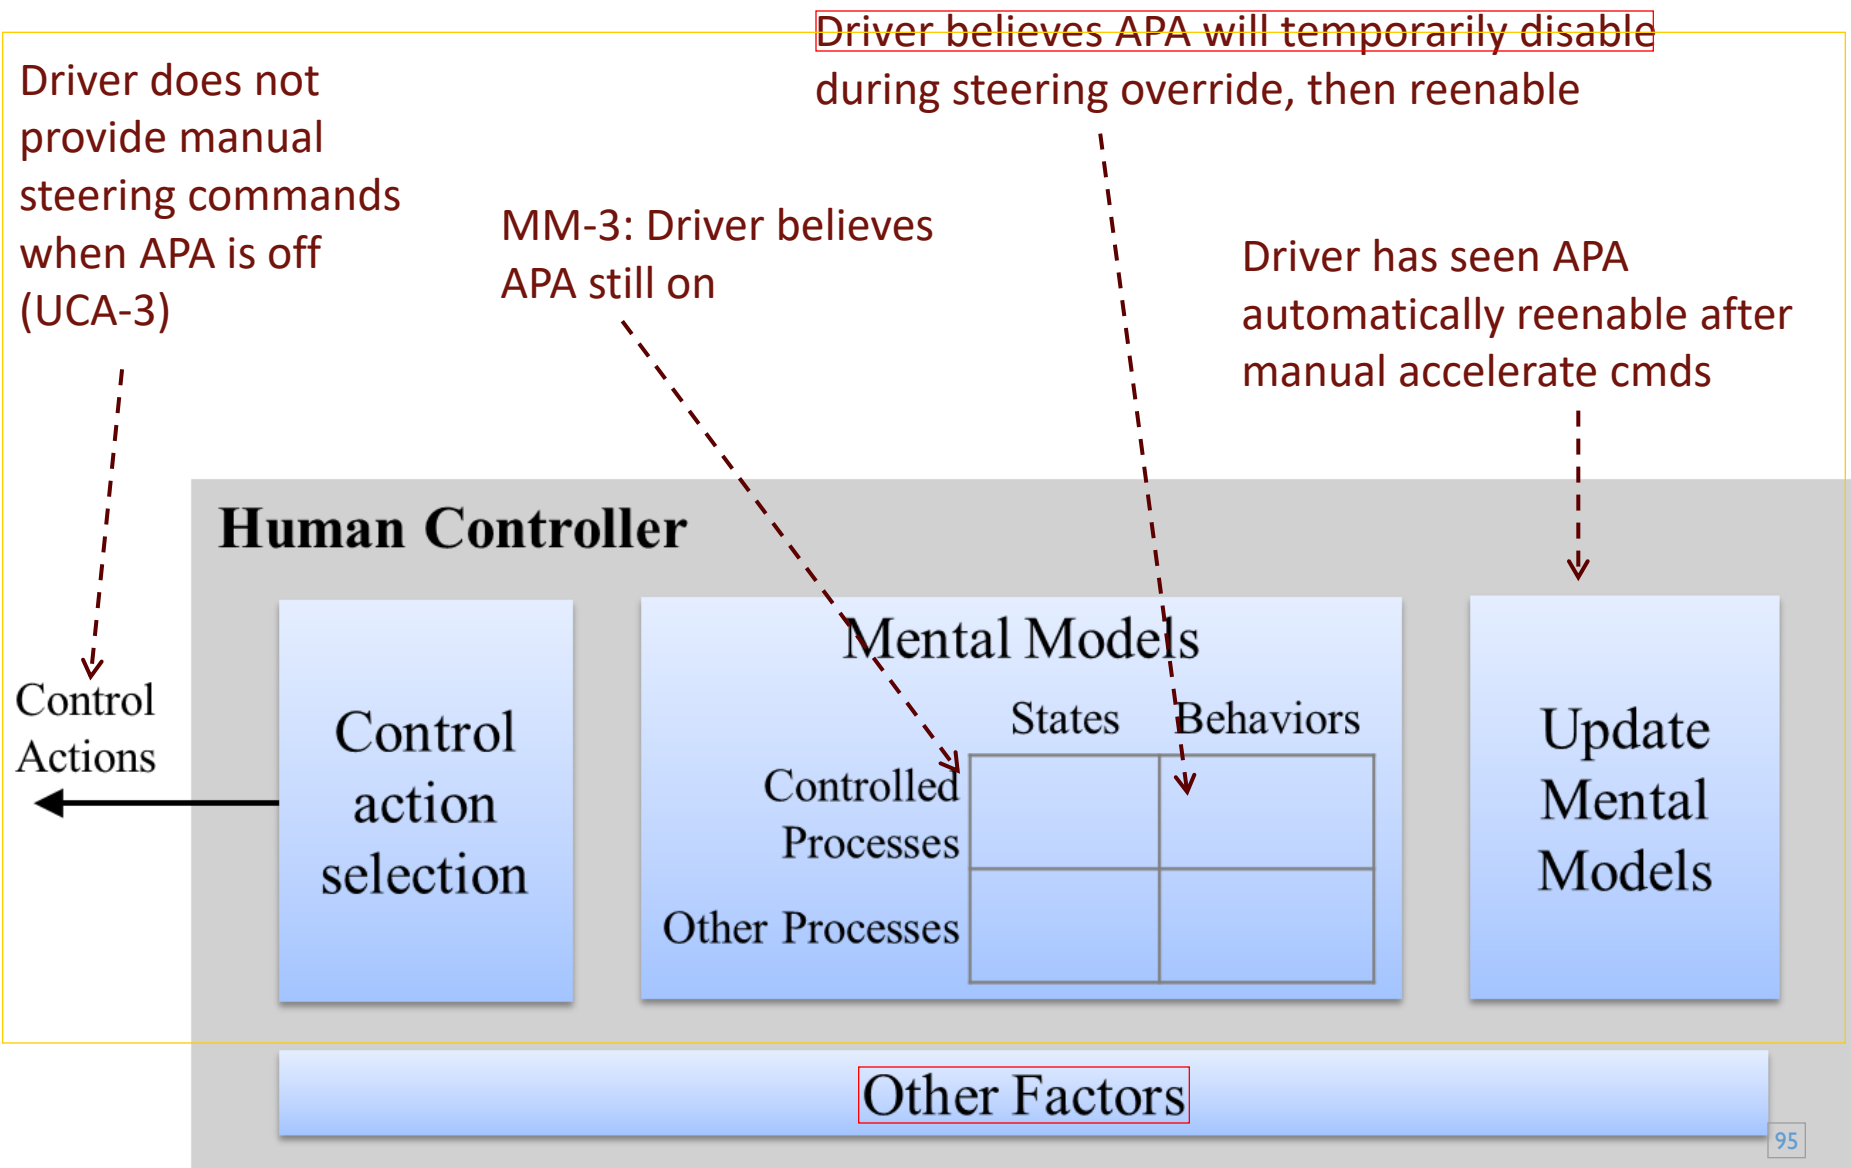 Driver believes APA will temporarily disable
during steering override, then reenable
Driver does not
provide manual
steering commands
when APA is off
(UCA-3)
MM-3: Driver believes
APA still on
Driver has seen APA
automatically reenable after
manual accelerate cmds
Human Controller
Control
Actions
Control
action
selection
Mental Models
States Behaviors
Controlled
Processes
Other Processes
Update
Mental
Models
Other Factors
95